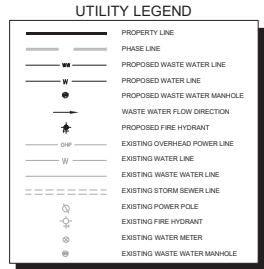 UTILITY LEGEND
PROPERTY LINE
PHASE LINE
WW PROPOSED WASTE WATER LINE
W PROPOSED WATER LINE
PROPOSED WASTE WATER MANHOLE
WASTE WATER FLOW DIRECTION
PROPOSED FIRE HYDRANT
OHP EXISTING OVERHEAD POWER LINE
W EXISTING WATER LINE
EXISTING WASTE WATER LINE
EXISTING STORM SEWER LINE
EXISTING POWER POLE
EXISTING FIRE HYDRANT
EXISTING WATER METER
EXISTING WASTE WATER MANHOLE